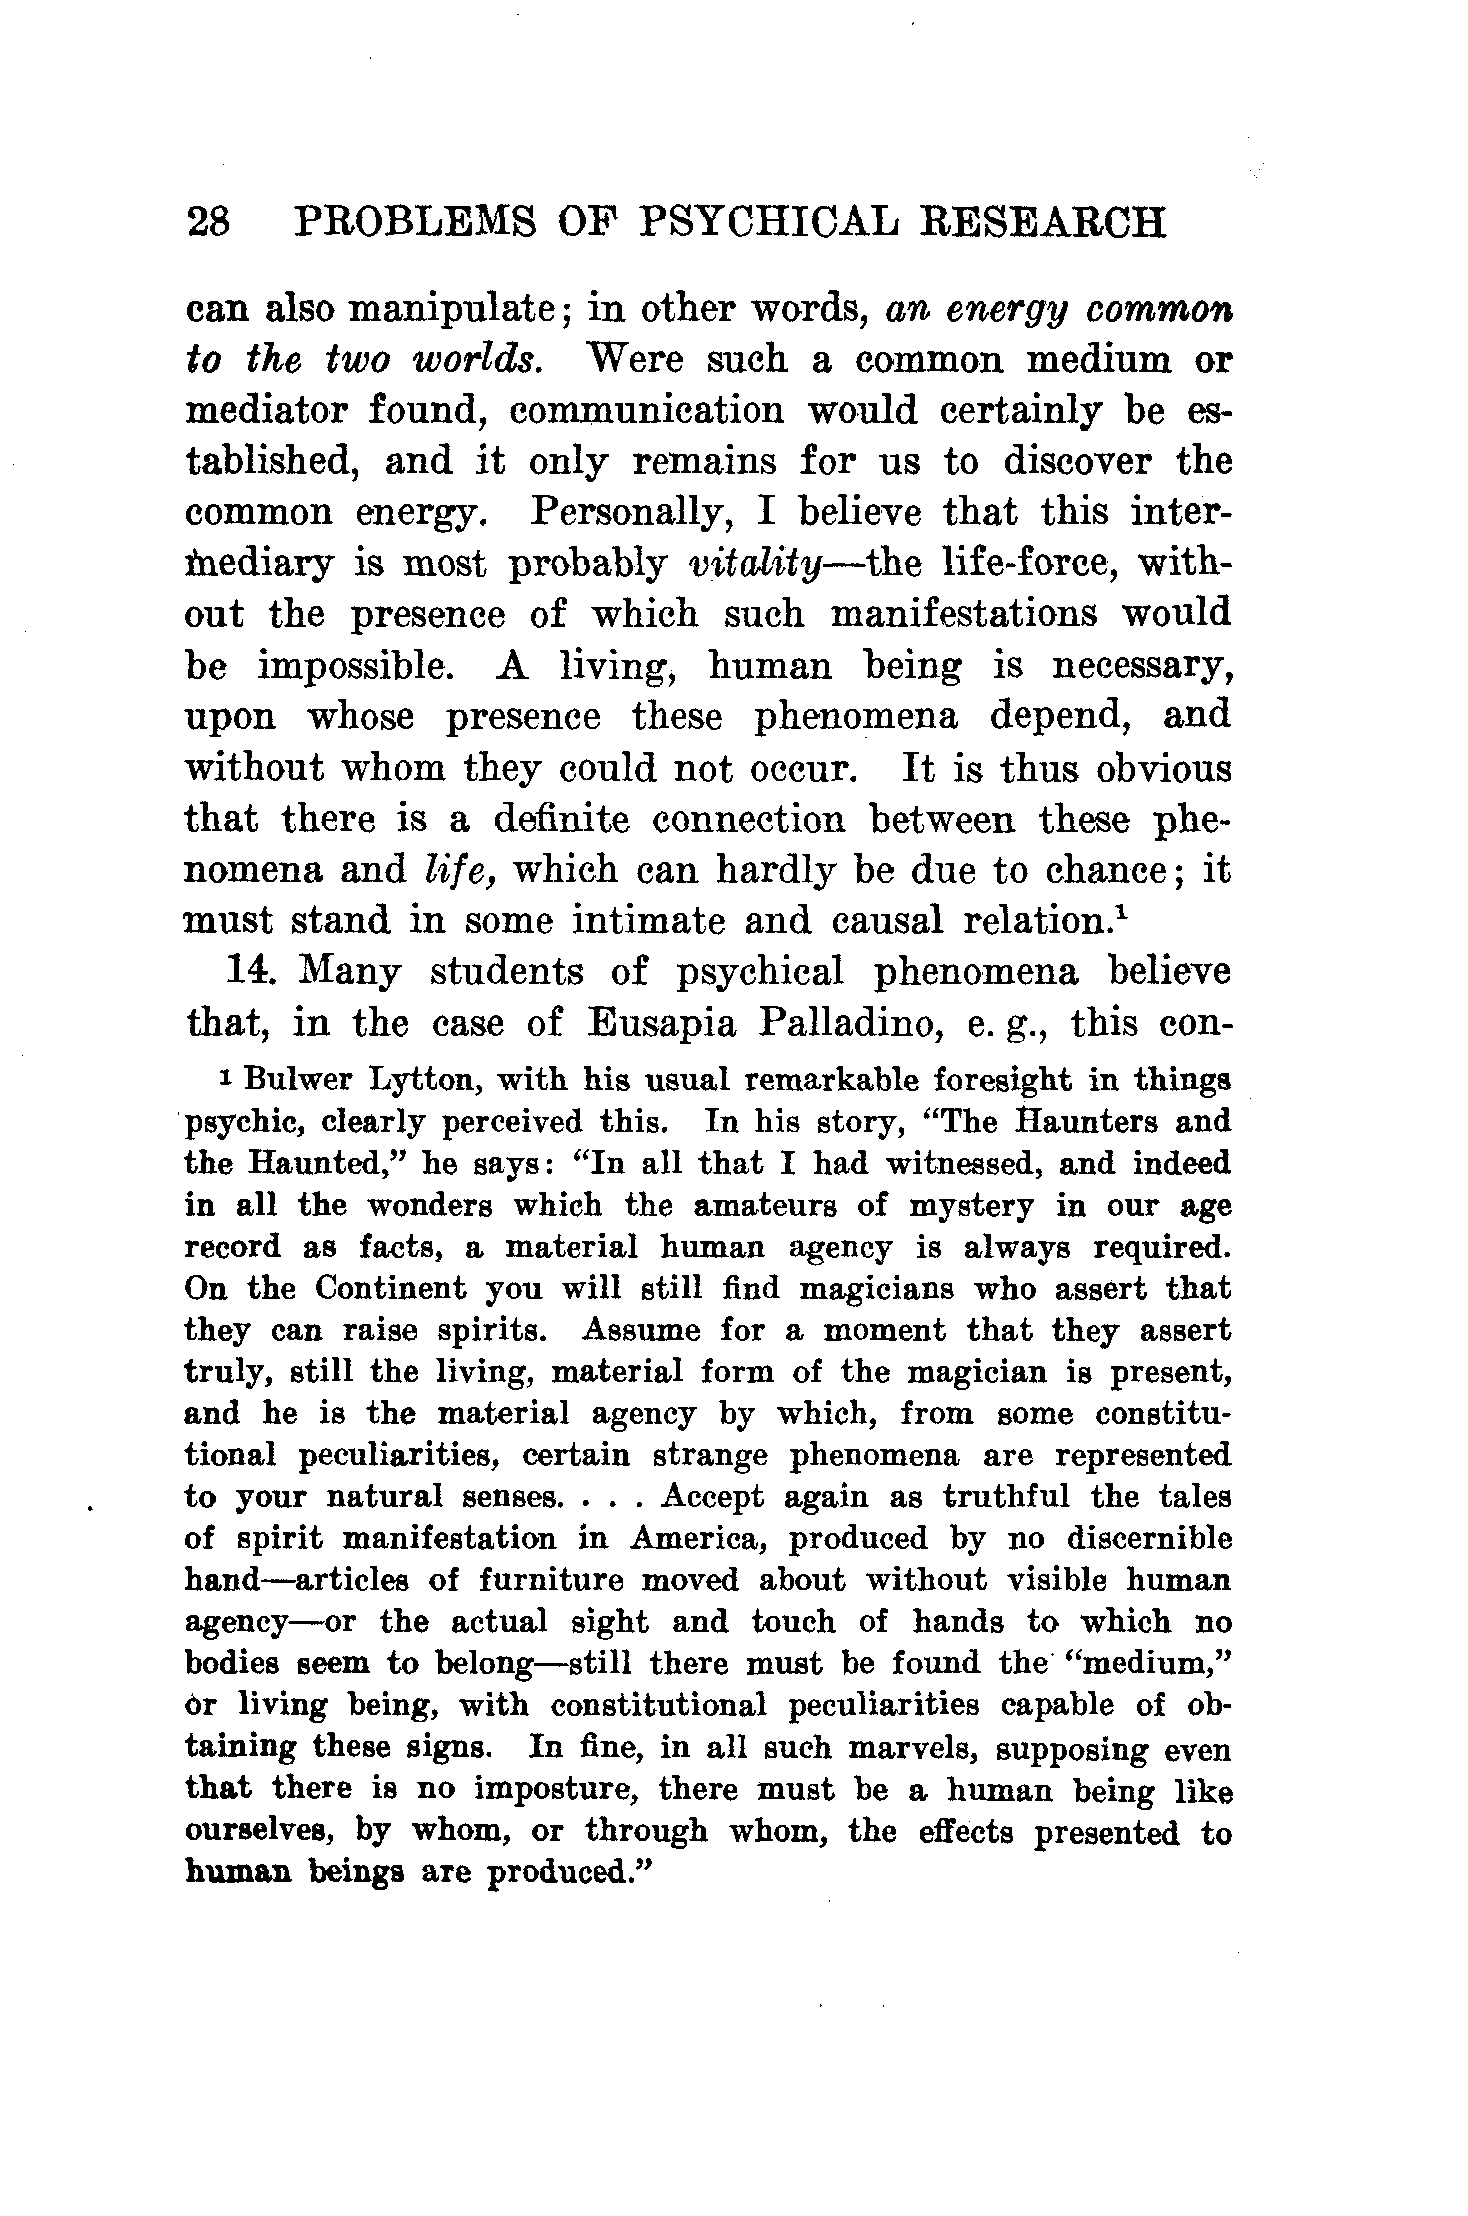 28 PROBLEMS OF PSYCHICAL RESEARCH
can also manipulate; in other words, an energy common
to the two worlds. Were such a common medium or
mediator found, communication would certainly be es-
tablished, and it only remains for us to discover the
common energy. Personally, I believe that this inter-
mediary is most probably vitality—the life-force, with-
out the presence of which such manifestations would
be impossible. A living, human being is necessary,
upon whose presence these phenomena depend, and
without whom they could not occur. It is thus obvious
that there is a definite connection between these phe-
nomena and life, which can hardly be due to chance; it
must stand in some intimate and causal relation.¹
14. Many students of psychical phenomena believe
that, in the case of Eusapia Palladino, e. g., this con-
1 Bulwer Lytton, with his usual remarkable foresight in things
psychic, clearly perceived this. In his story, “The Haunters and
the Haunted,” he says: “In all that I had witnessed, and indeed
in all the wonders which the amateurs of mystery in our age
record as facts, a material human agency is always required.
On the Continent you will still find magicians who assert that
they can raise spirits. Assume for a moment that they assert
truly, still the living, material form of the magician is present,
and he is the material agency by which, from some constitu-
tional peculiarities, certain strange phenomena are represented
to your natural senses. . . . Accept again as truthful the tales
of spirit manifestation in America, produced by no discernible
hand—articles of furniture moved about without visible human
agency—or the actual sight and touch of hands to which no
bodies seem to belong—still there must be found the “medium,”
or living being, with constitutional peculiarities capable of ob-
taining these signs. In fine, in all such marvels, supposing even
that there is no imposture, there must be a human being like
ourselves, by whom, or through whom, the effects presented to
human beings are produced.”